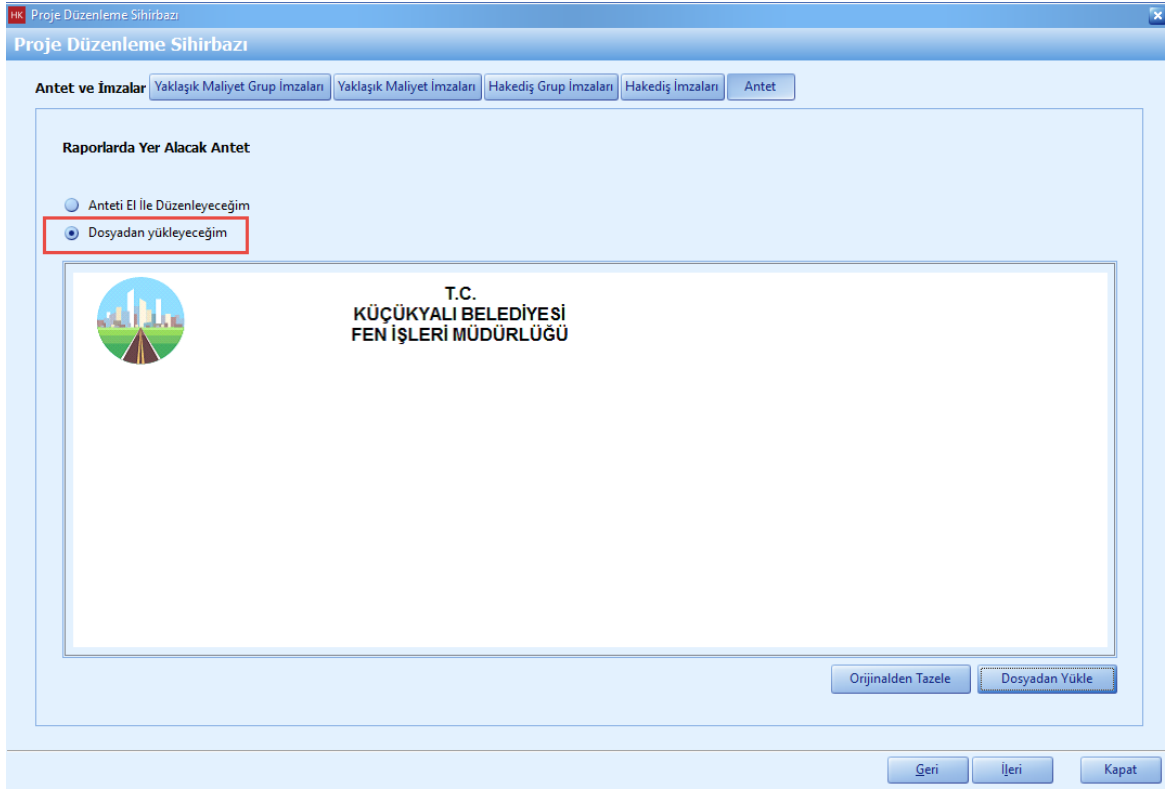 HK Proje Düzenleme Sihirbazı
Proje Düzenleme Sihirbazı
Antet ve İmzalar Yaklaşık Maliyet Grup İmzaları Yaklaşık Maliyet İmzaları Hakediş Grup İmzaları Hakediş İmzaları Antet
Raporlarda Yer Alacak Antet
Anteti El İle Düzenleyeceğim
Dosyadan yükleyeceğim
T.C.
KÜÇÜKYALI BELEDİYESİ
FEN İŞLERİ MÜDÜRLÜĞÜ
Orijinalden Tazele Dosyadan Yükle
Geri İleri Kapat